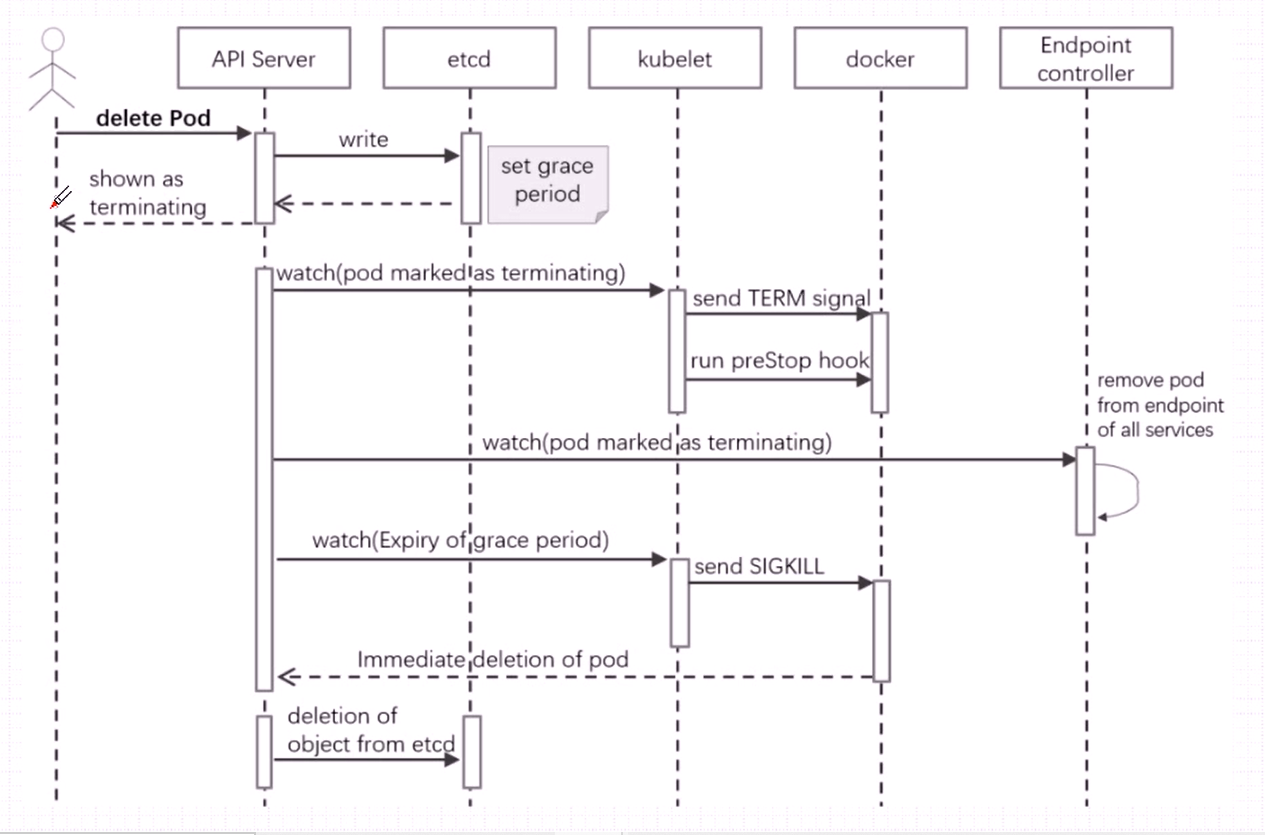 API Server
etcd
kubelet
docker
Endpoint
controller
delete Pod
write
set grace
period
shown as
terminating
watch(pod marked as terminating)
send TERM signal
run preStop hook
remove pod
from endpoint
of all services
watch(pod marked as terminating)
watch(Expiry of grace period)
send SIGKILL
Immediate deletion of pod
deletion of
object from etcd